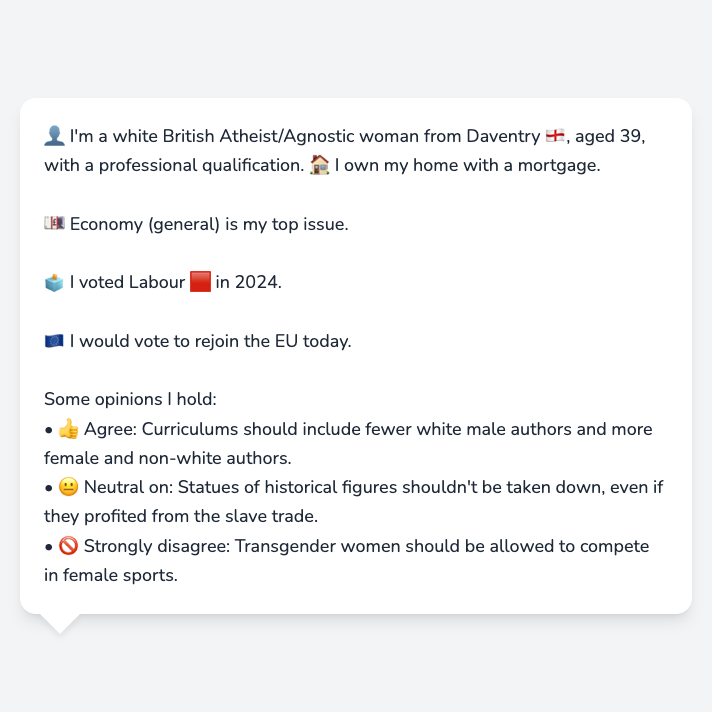 👤 I'm a white British Atheist/Agnostic woman from Daventry 🏴󠁧󠁢󠁥󠁮󠁧󠁿, aged 39,
with a professional qualification. 🏠 I own my home with a mortgage.
💷 Economy (general) is my top issue.
🗳️ I voted Labour 🟥 in 2024.
🇪🇺 I would vote to rejoin the EU today.
Some opinions I hold:
• 👍 Agree: Curriculums should include fewer white male authors and more
female and non-white authors.
• 😐 Neutral on: Statues of historical figures shouldn't be taken down, even if
they profited from the slave trade.
• 🚫 Strongly disagree: Transgender women should be allowed to compete
in female sports.